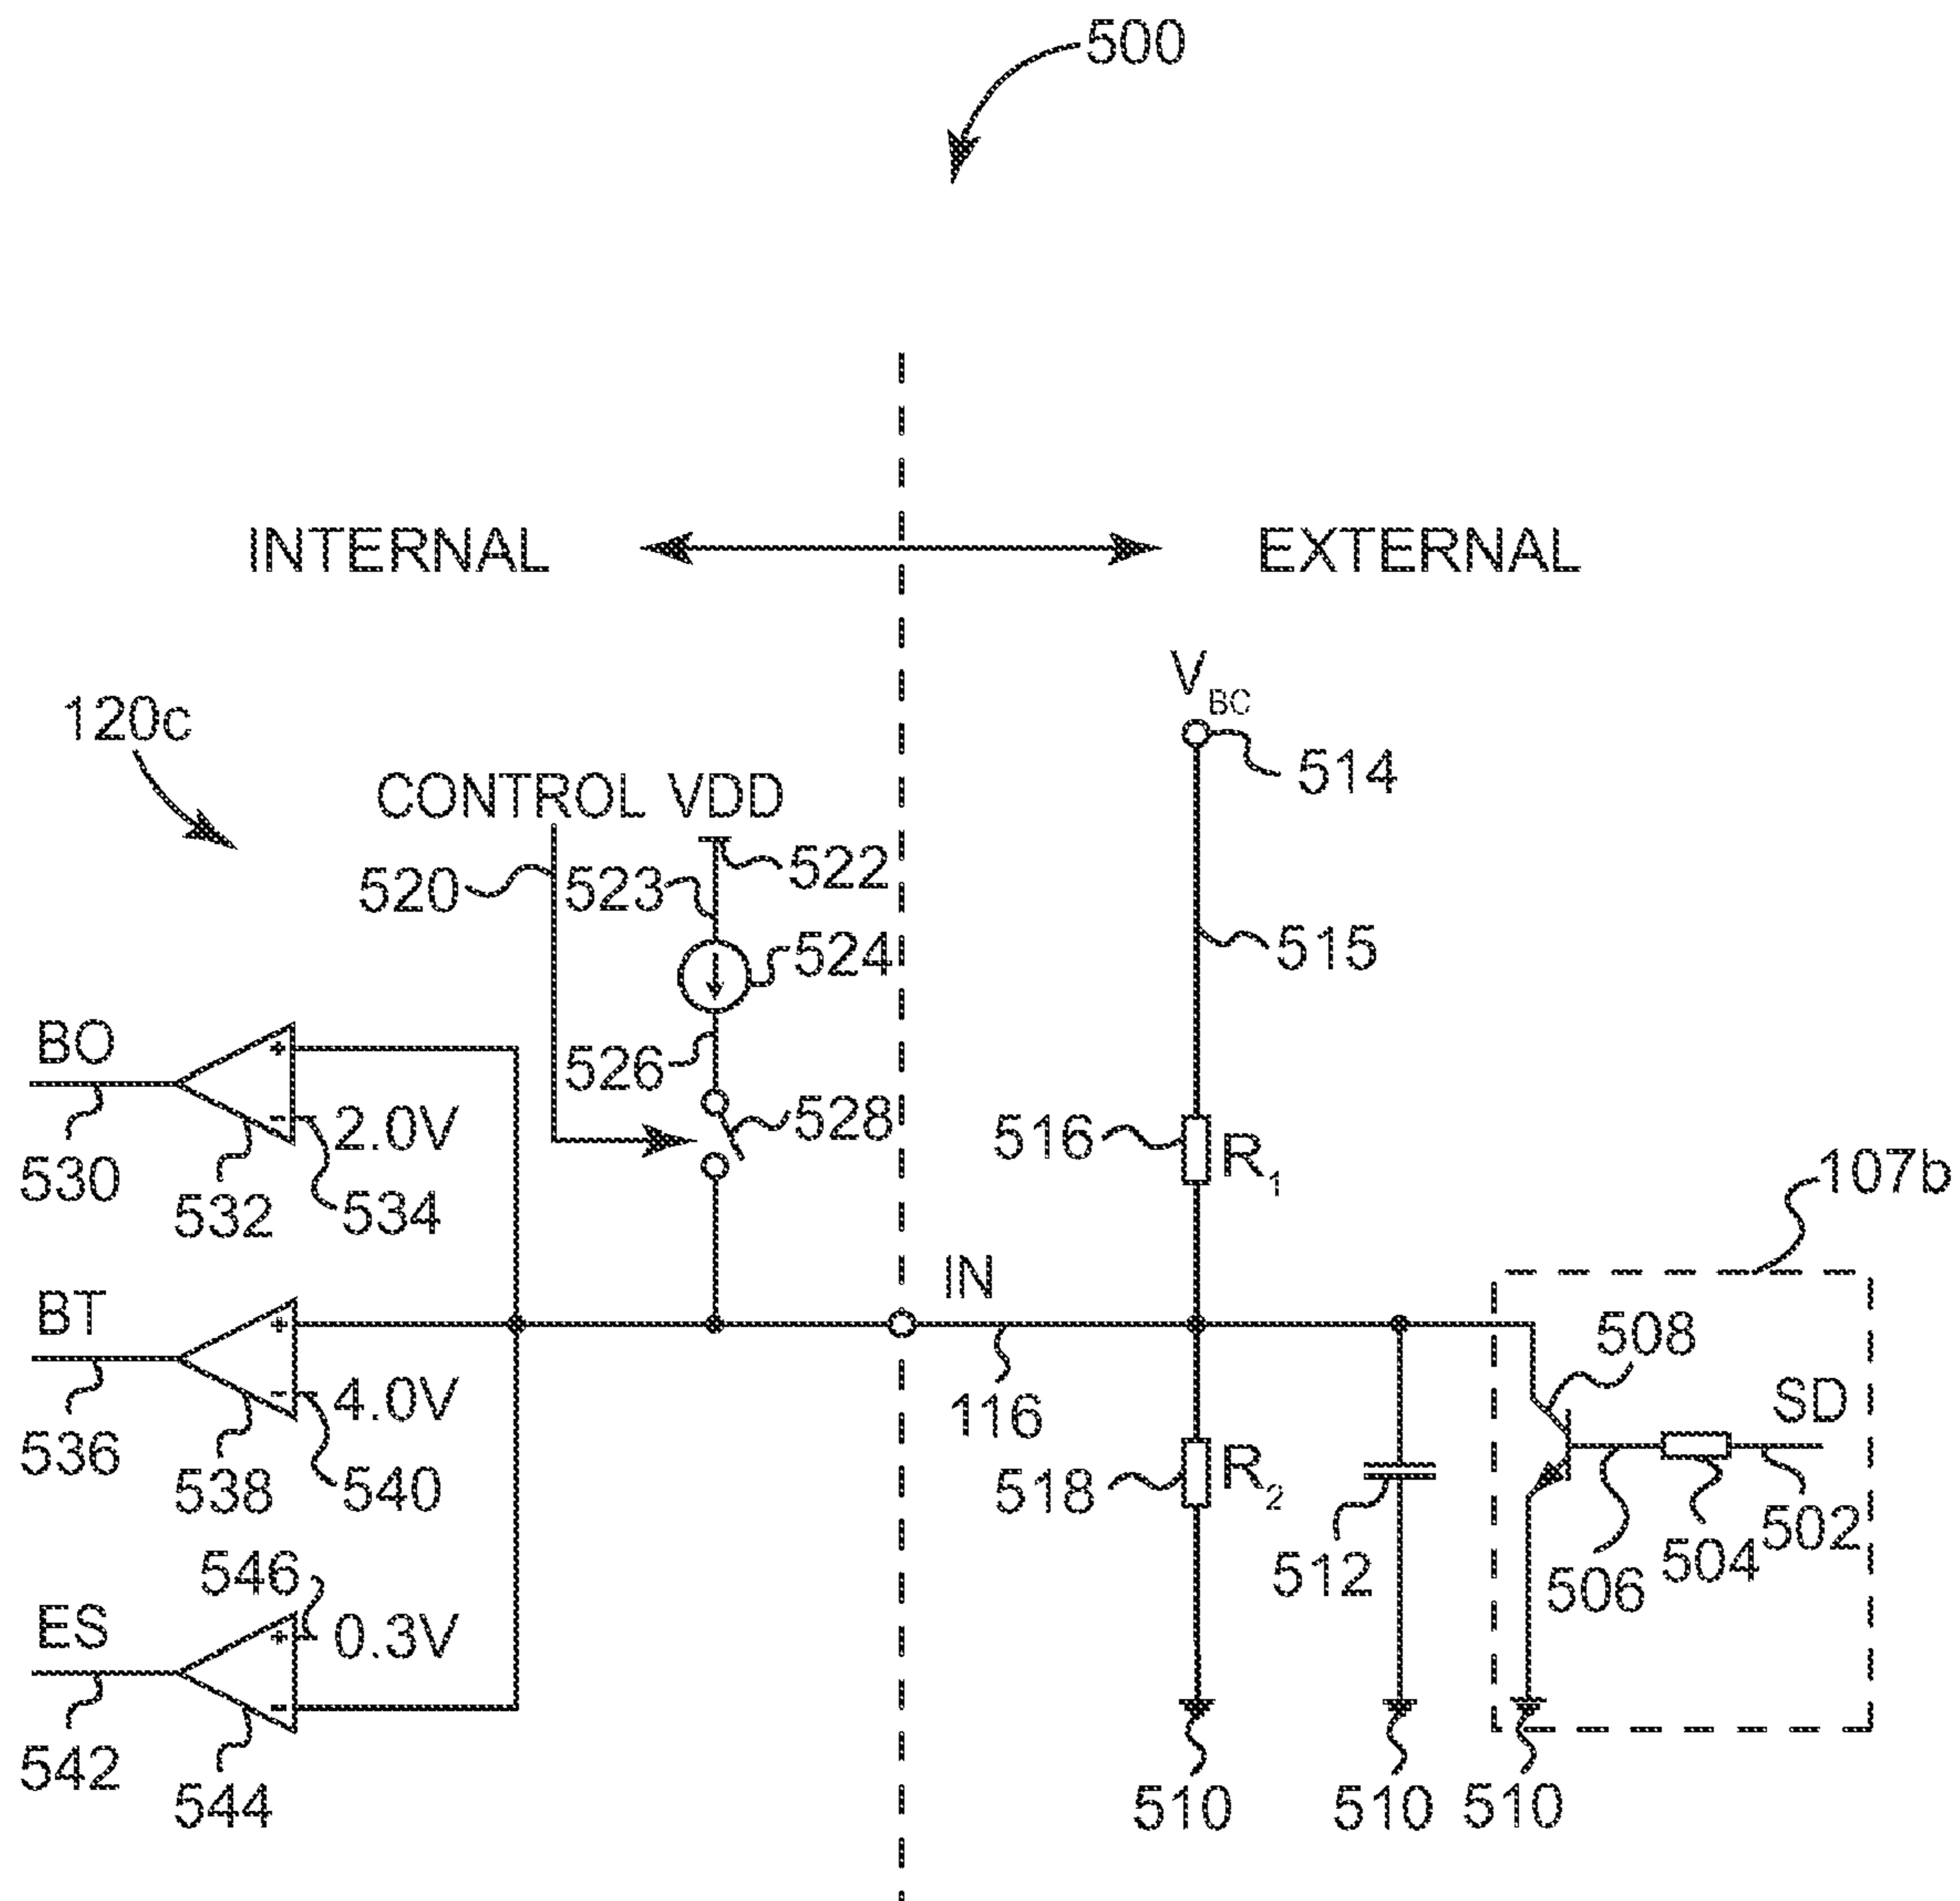 500
INTERNAL EXTERNAL
V BC
514
120c
CONTROL VDD
520 523 522
515
524
BO
526
2.0V 528
516 R1
107b
530 532 534
IN
BT
508
4.0V
116
SD
536 538 540
518 R2
512 506 504 502
546
ES
0.3V
542 544
510 510 510